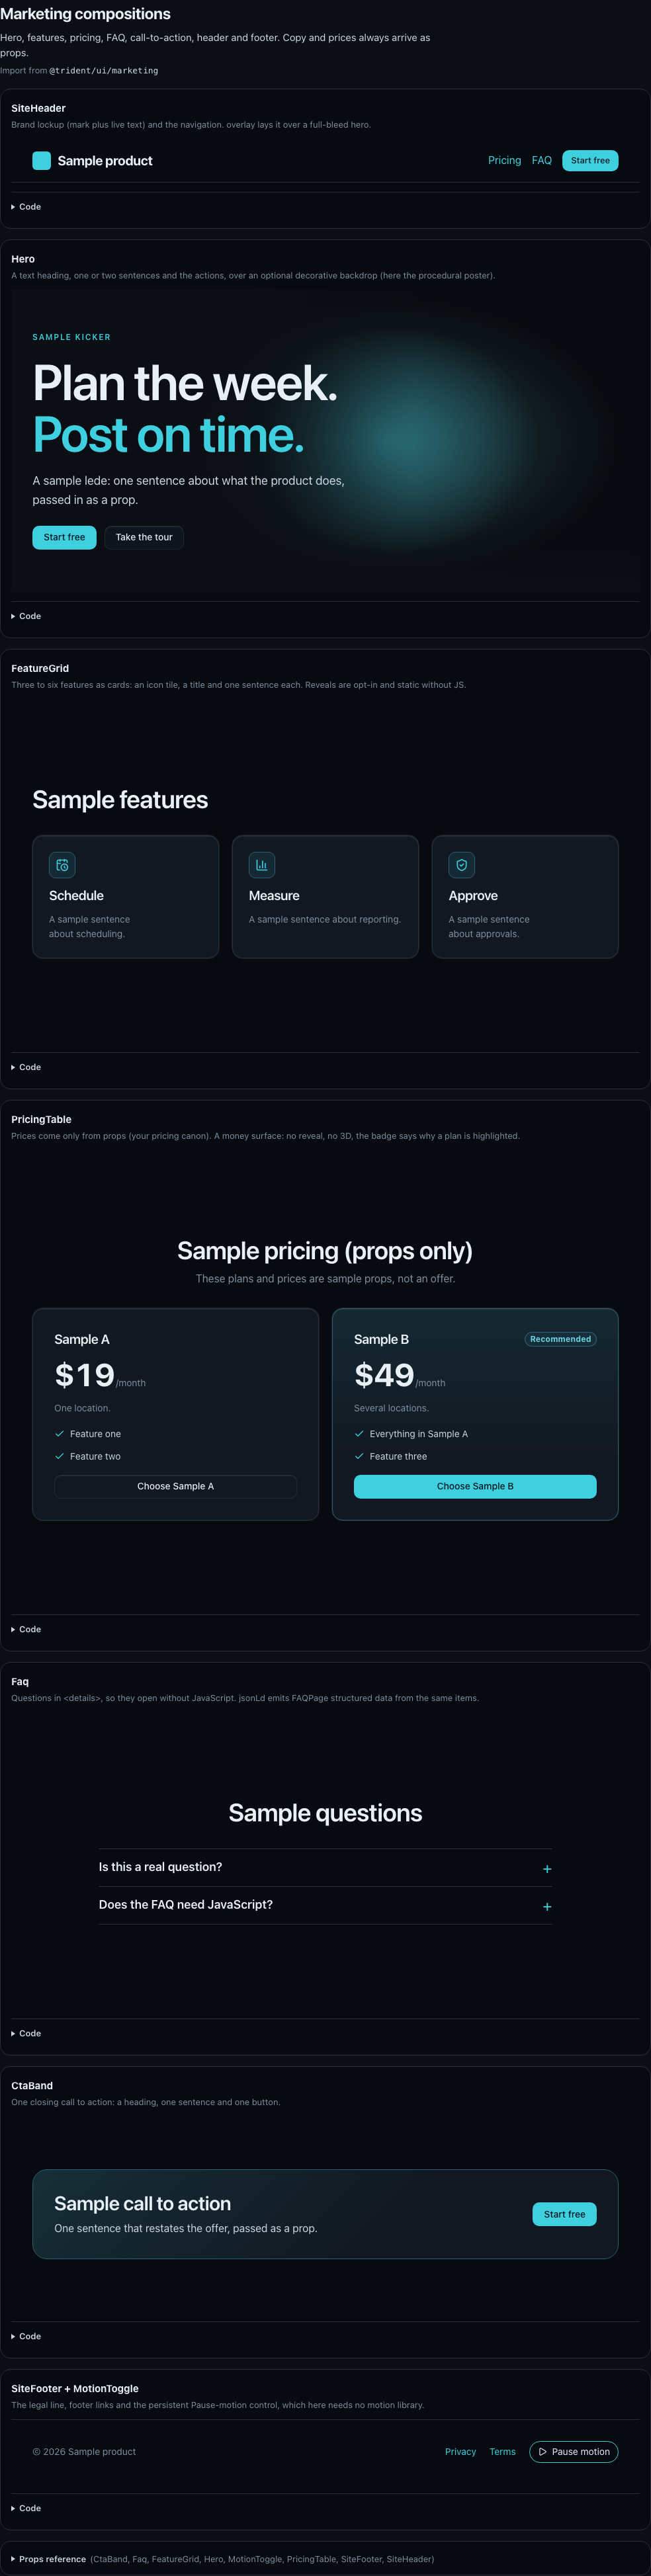 Marketing compositions
Hero, features, pricing, FAQ, call-to-action, header and footer. Copy and prices always arrive as
props.
Import from @trident/ui/marketing
SiteHeader
Brand lockup (mark plus live text) and the navigation. overlay lays it over a full-bleed hero.
Sample product
Pricing FAQ Start free
Code
Hero
A text heading, one or two sentences and the actions, over an optional decorative backdrop (here the procedural poster).
SAMPLE KICKER
Plan the week.
Post on time.
A sample lede: one sentence about what the product does,
passed in as a prop.
Start free Take the tour
Code
FeatureGrid
Three to six features as cards: an icon tile, a title and one sentence each. Reveals are opt-in and static without JS.
Sample features
Schedule
A sample sentence
about scheduling.
Measure
A sample sentence about reporting.
Approve
A sample sentence
about approvals.
Code
PricingTable
Prices come only from props (your pricing canon). A money surface: no reveal, no 3D, the badge says why a plan is highlighted.
Sample pricing (props only)
These plans and prices are sample props, not an offer.
Sample A
$19/month
One location.
Feature one
Feature two
Choose Sample A
Sample B Recommended
$49/month
Several locations.
Everything in Sample A
Feature three
Choose Sample B
Code
Faq
Questions in <details>, so they open without JavaScript. jsonLd emits FAQPage structured data from the same items.
Sample questions
Is this a real question? +
Does the FAQ need JavaScript? +
Code
CtaBand
One closing call to action: a heading, one sentence and one button.
Sample call to action
One sentence that restates the offer, passed as a prop.
Start free
Code
SiteFooter + MotionToggle
The legal line, footer links and the persistent Pause-motion control, which here needs no motion library.
© 2026 Sample product
Privacy Terms Pause motion
Code
Props reference (CtaBand, Faq, FeatureGrid, Hero, MotionToggle, PricingTable, SiteFooter, SiteHeader)